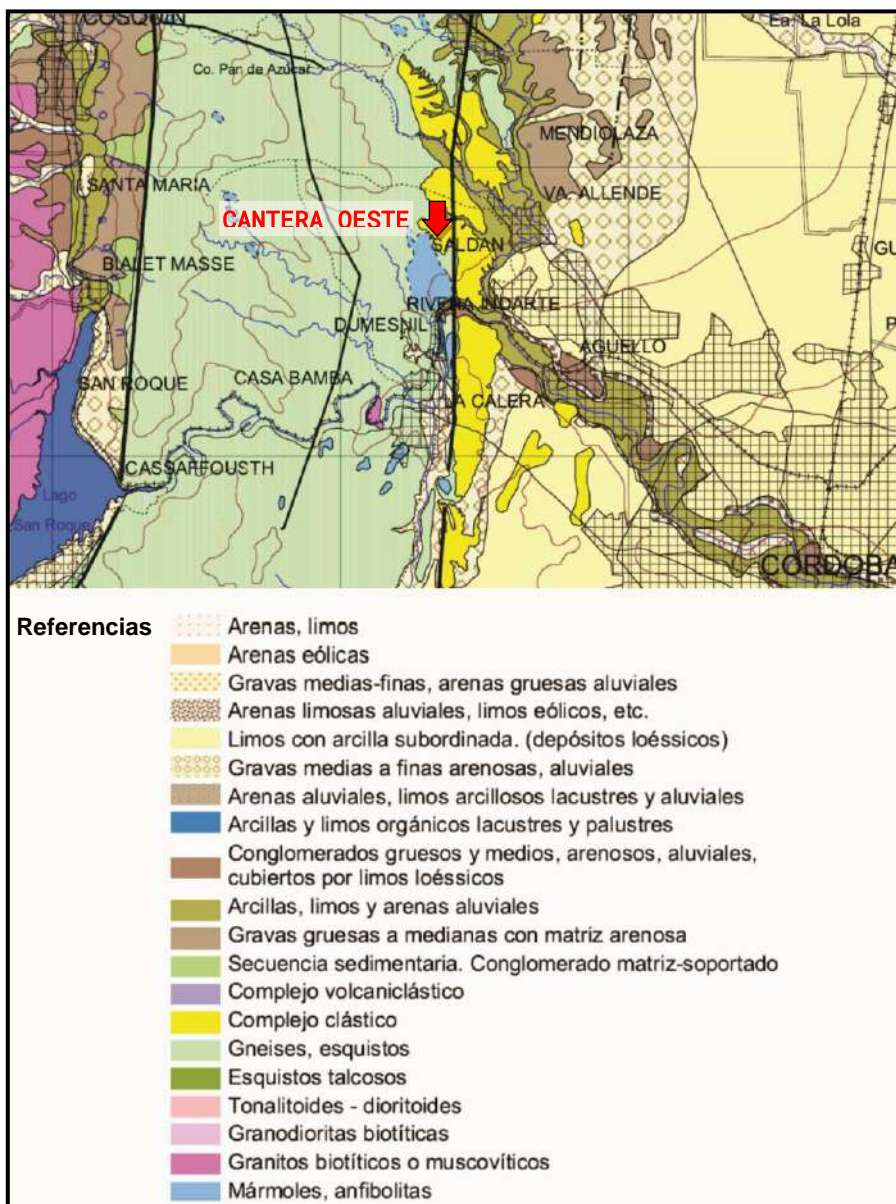 COSQUIN
Ea. La Lola
Co. Pan de Azúcar
MENDIOLAZA
SANTA MARIA
VA. ALLENDE
CANTERA OESTE
SALDAN
GU
BIALET MASSE
RIVERA INDARTE
DUMESNIL
P
AGUELLO
SAN ROQUE
CASA BAMBA
LA CALERA
CASSAFFOUSTH
Lago
San Roque
CORDOBA
Referencias
Arenas, limos
Arenas eólicas
Gravas medias-finas, arenas gruesas aluviales
Arenas limosas aluviales, limos eólicos, etc.
Limos con arcilla subordinada. (depósitos loéssicos)
Gravas medias a finas arenosas, aluviales
Arenas aluviales, limos arcillosos lacustres y aluviales
Arcillas y limos orgánicos lacustres y palustres
Conglomerados gruesos y medios, arenosos, aluviales,
cubiertos por limos loéssicos
Arcillas, limos y arenas aluviales
Gravas gruesas a medianas con matriz arenosa
Secuencia sedimentaria. Conglomerado matriz-soportado
Complejo volcaniclástico
Complejo clástico
Gneises, esquistos
Esquistos talcosos
Tonalitoides - dioritoides
Granodioritas biotíticas
Granitos biotíticos o muscovíticos
Mármoles, anfibolitas